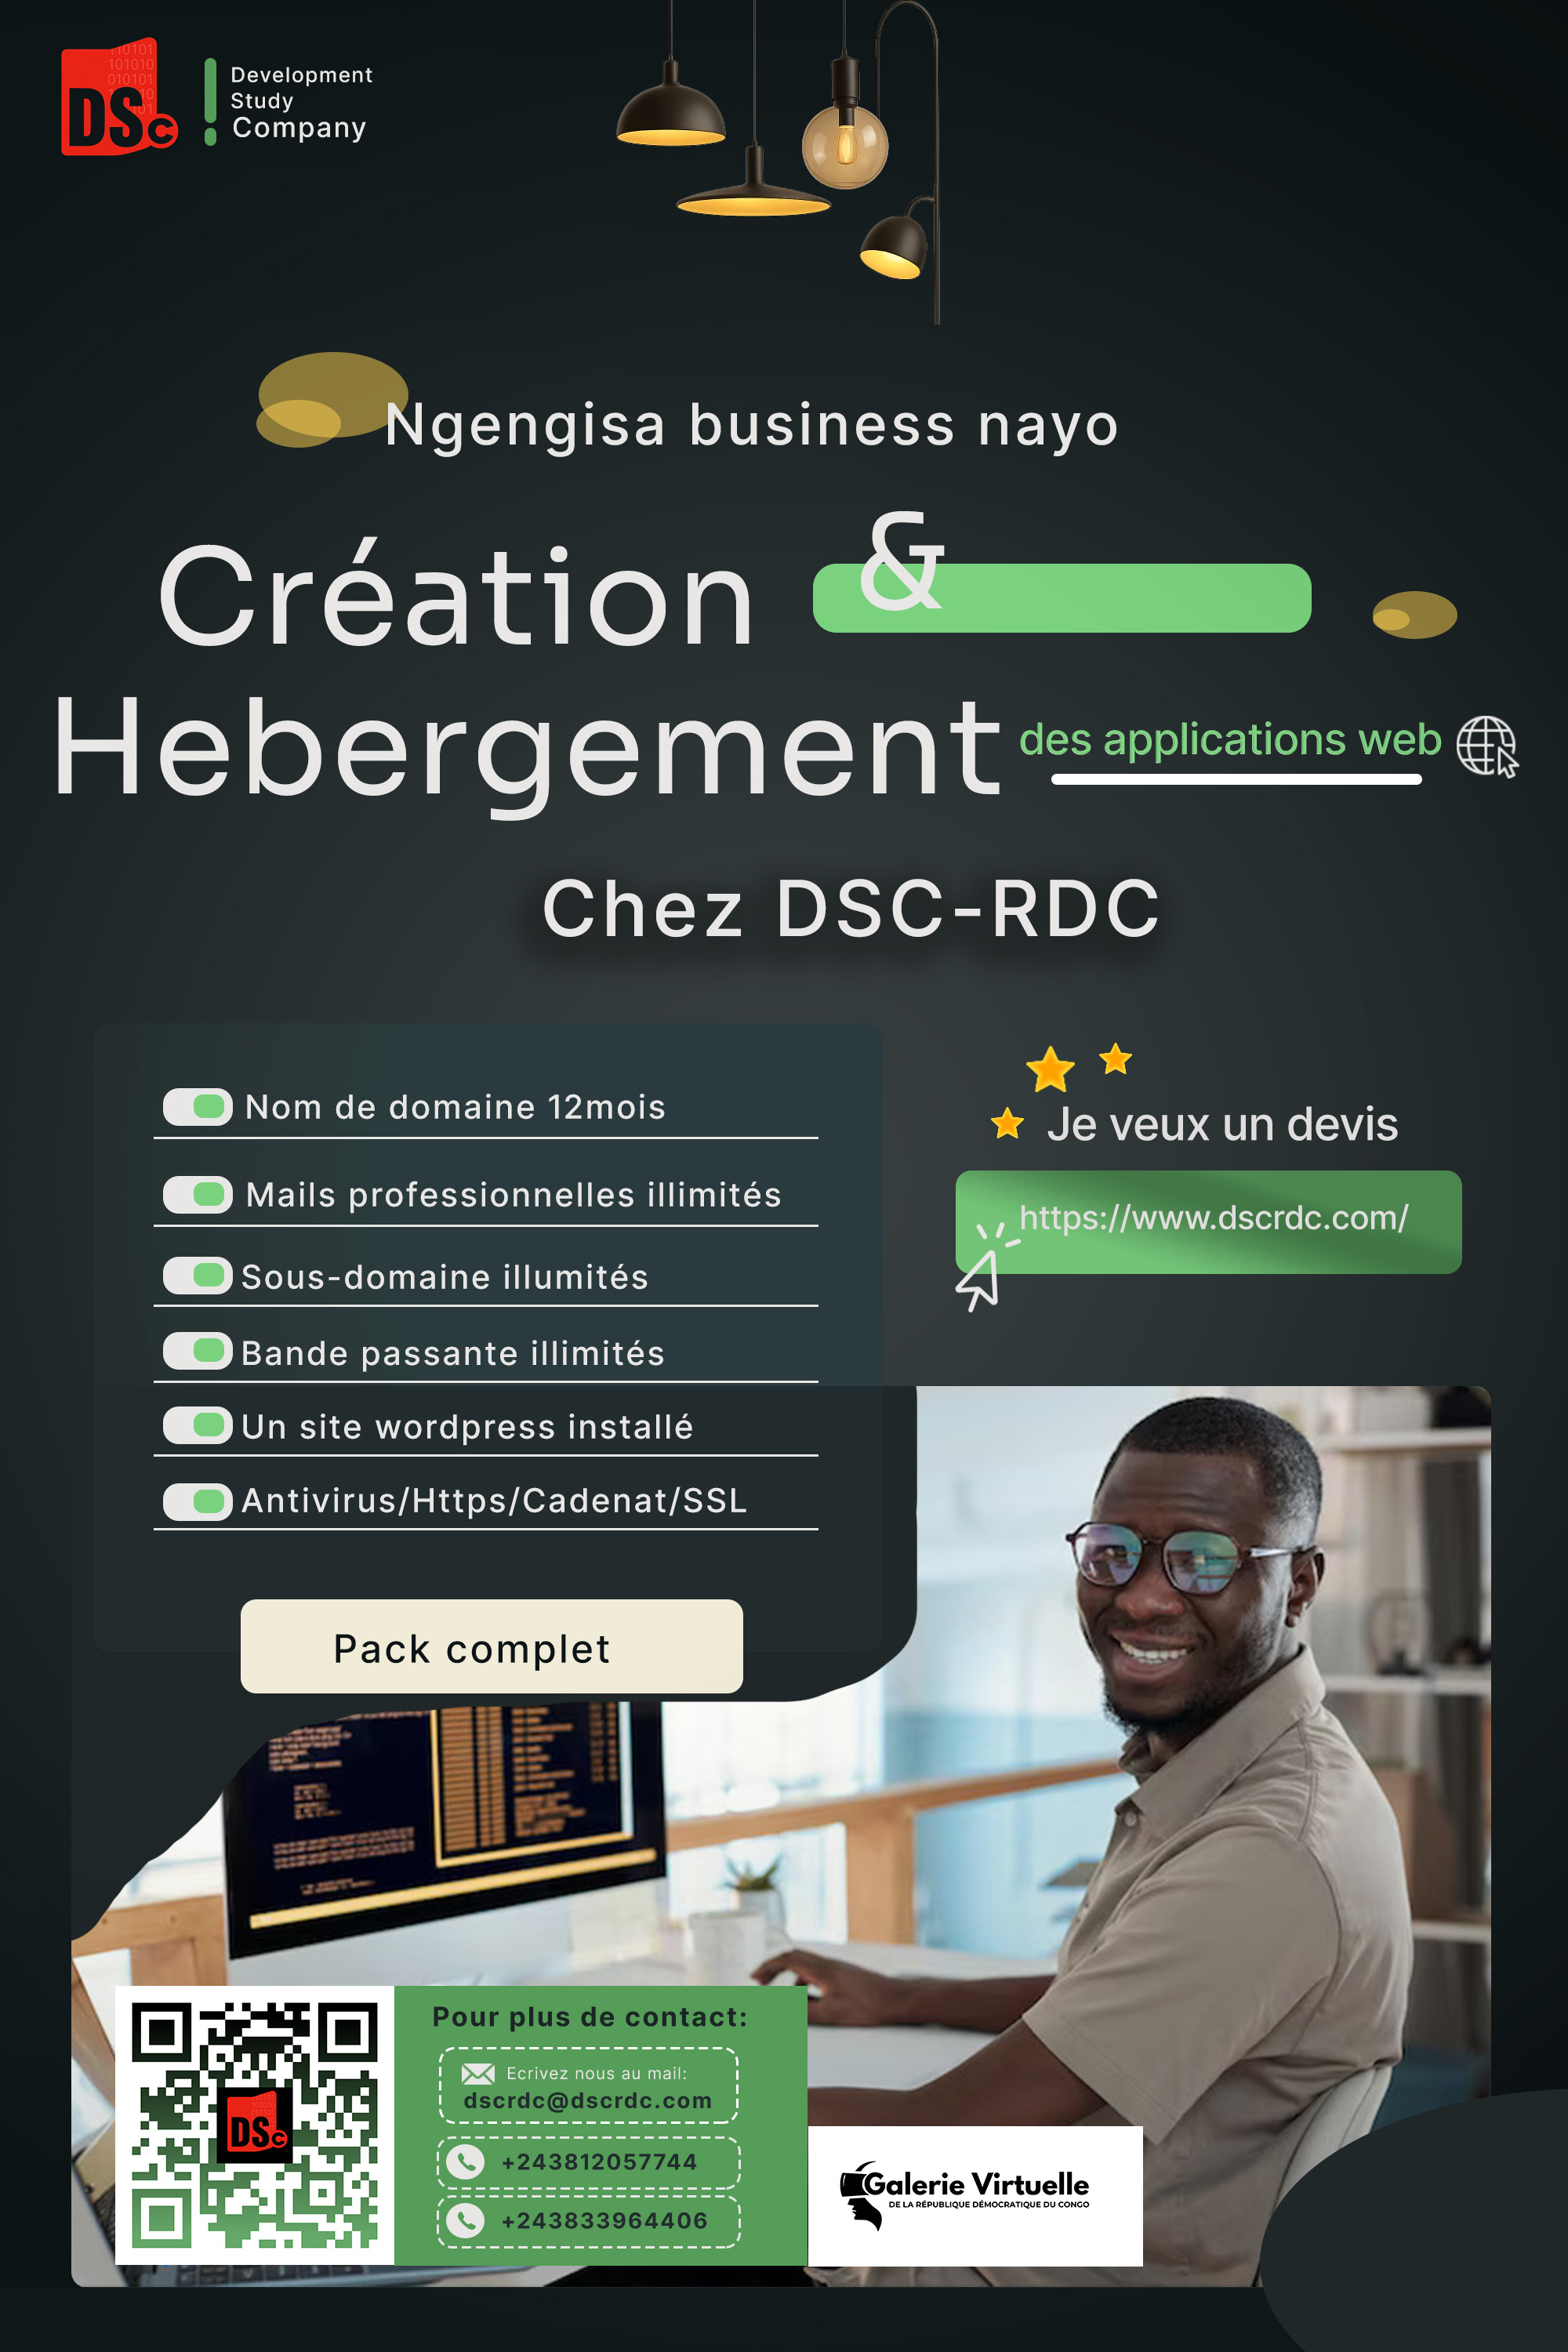 DSC
Development
Study
Company
Ngengisa business nayo
Création &
Hebergement des applications web
Chez DSC-RDC
Nom de domaine 12mois
Mails professionnelles illimités
Sous-domaine illumités
Bande passante illimités
Un site wordpress installé
Antivirus/Https/Cadenat/SSL
Pack complet
Je veux un devis
https://www.dscrdc.com/
DSC
Pour plus de contact:
Ecrivez nous au mail:
dscrdc@dscrdc.com
+243812057744
+243833964406
Galerie Virtuelle
DE LA RÉPUBLIQUE DÉMOCRATIQUE DU CONGO